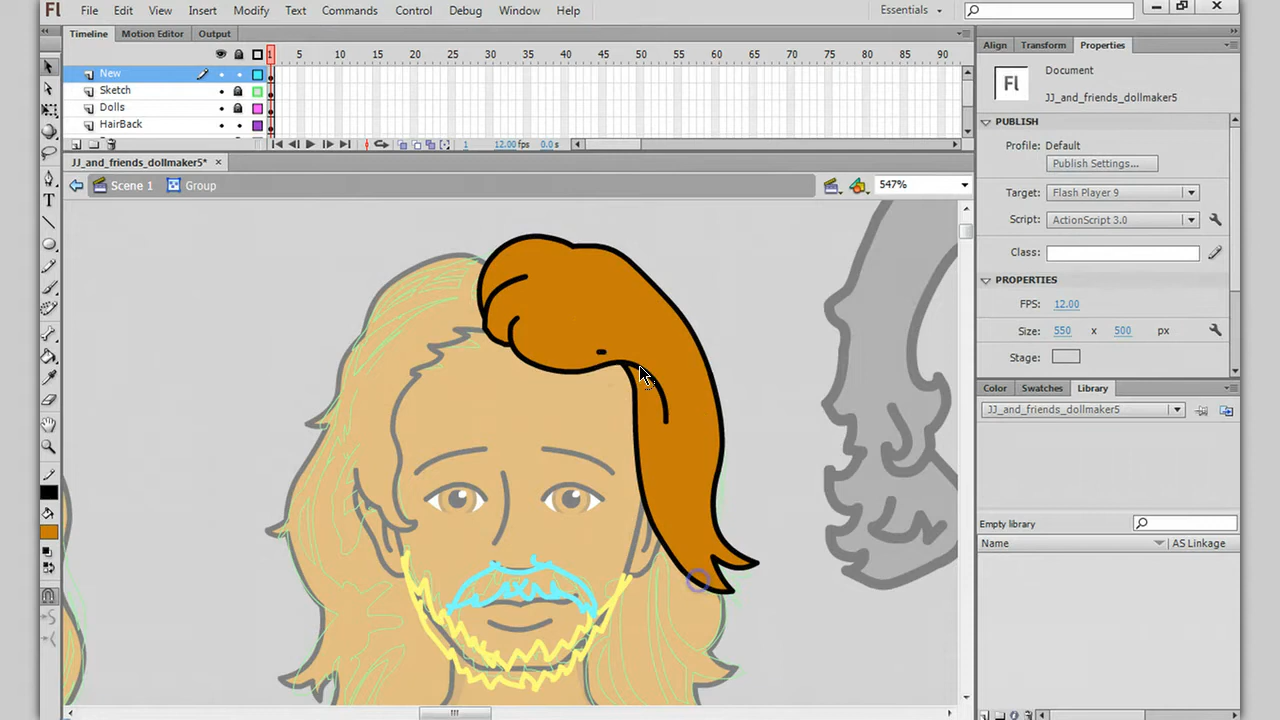 Fl File Edit View Insert Modify Text Commands Control Debug Window Help Essentials
Timeline Motion Editor Output
1 5 10 15 20 25 30 35 40 45 50 55 60 65 70 75 80 85 90
New
Sketch
Dolls
HairBack
1 12.00fps 0.0s
JJ_and_friends_dollmaker5*
Scene 1 Group 547%
Align Transform Properties
Fl Document
JJ_and_friends_dollmaker5
PUBLISH
Profile: Default
Publish Settings...
Target: Flash Player 9
Script: ActionScript 3.0
Class:
PROPERTIES
FPS: 12.00
Size: 550 x 500 px
Stage:
Color Swatches Library
JJ_and_friends_dollmaker5
Empty library
Name AS Linkage